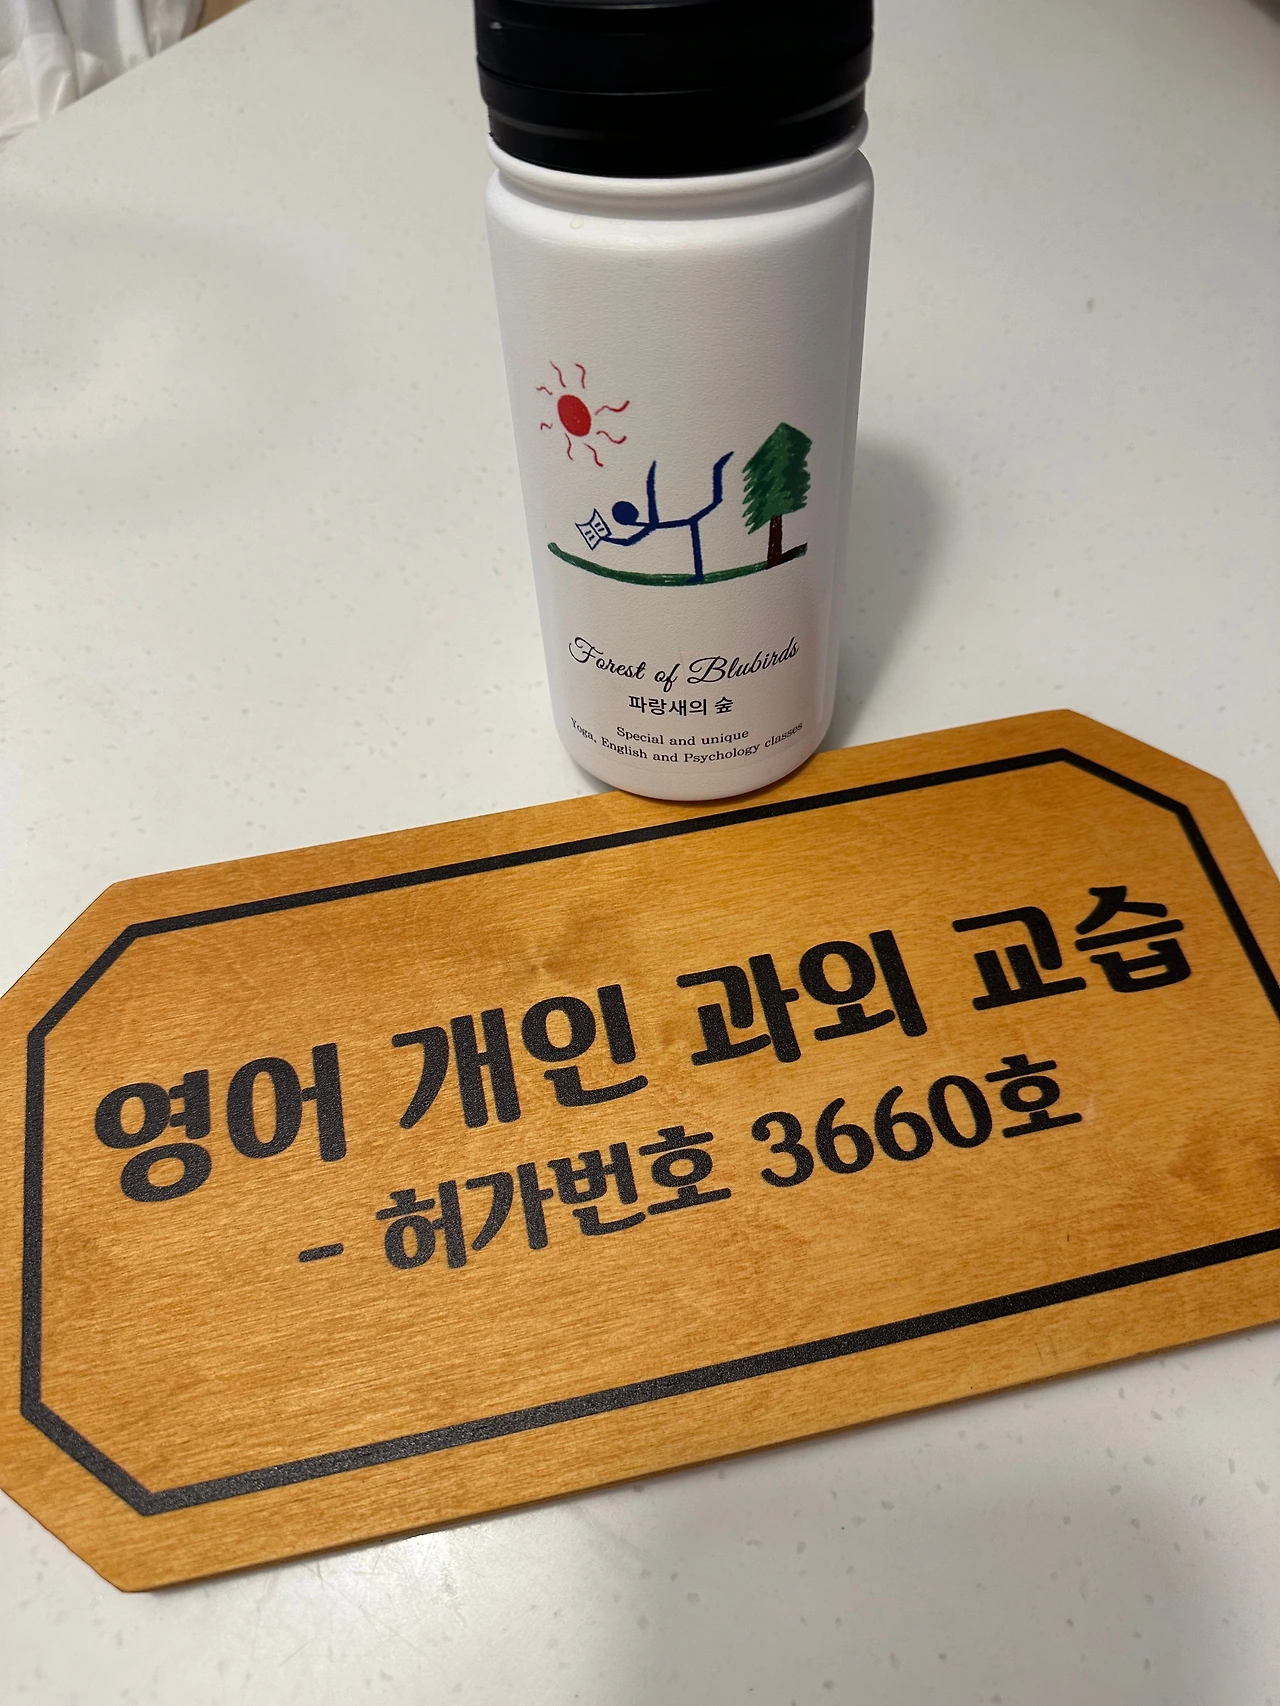 Forest of Blubirds
파랑새의 숲
Special and unique
Yoga, English and Psychology classes
영어 개인 과외 교습
- 허가번호 3660호